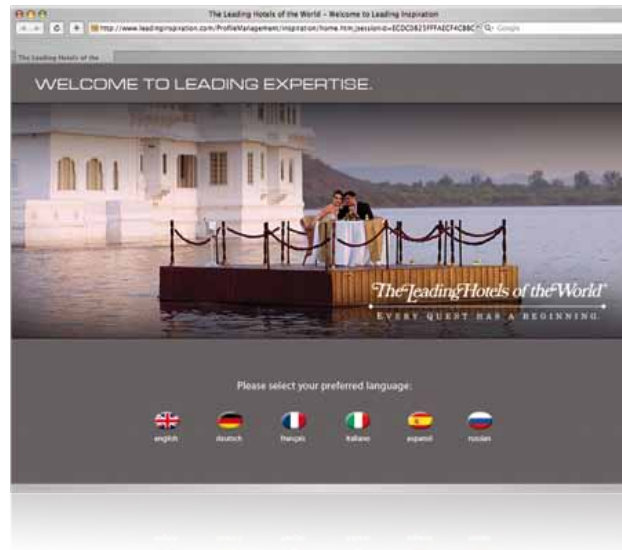 The Leading Hotels of the World – Welcome to Leading Inspiration
Google
The Leading Hotels of the
WELCOME TO LEADING EXPERTISE.
The Leading Hotels of the World®
EVERY QUEST HAS A BEGINNING.
Please select your preferred language:
english deutsch français italiano espanol russian